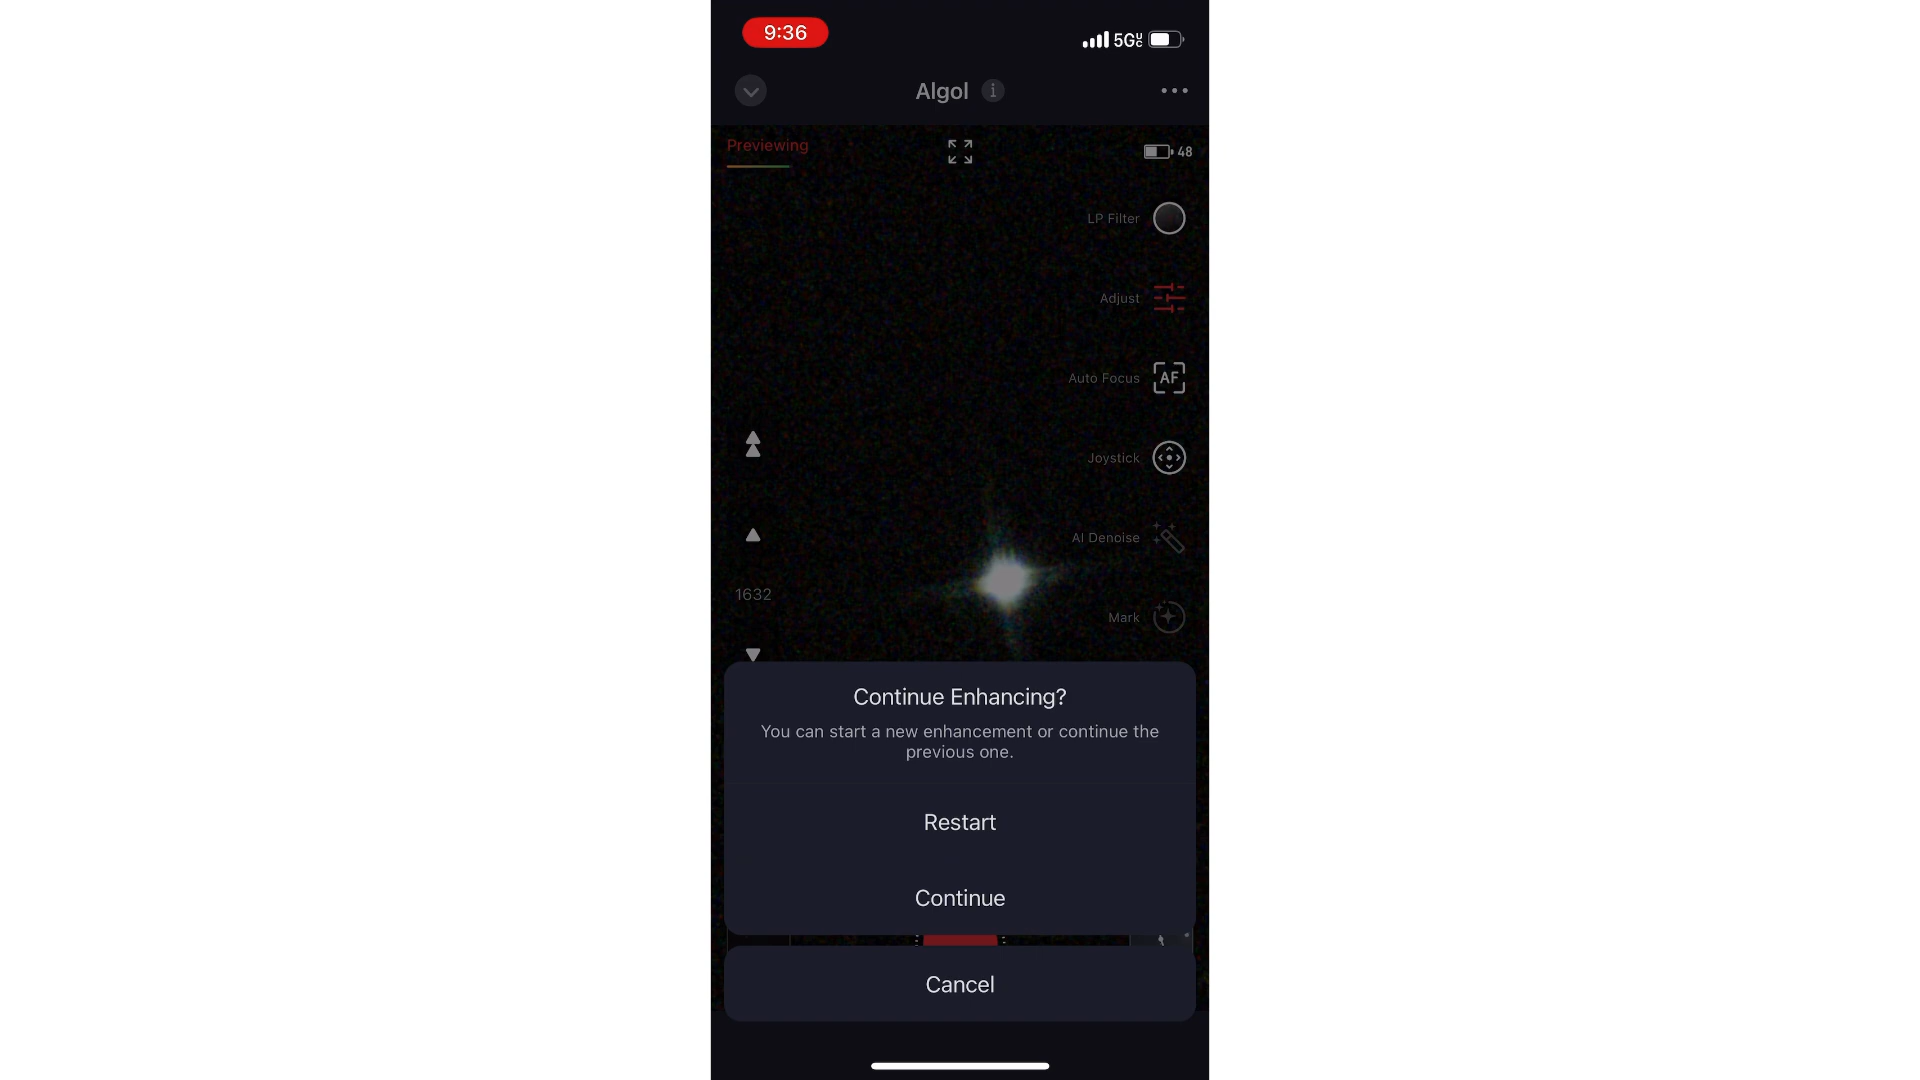 9:36
5GUC
Algol
Previewing
48
LP Filter
Adjust
Auto Focus
AF
Joystick
AI Denoise
1632
Mark
Continue Enhancing?
You can start a new enhancement or continue the
previous one.
Restart
Continue
Cancel